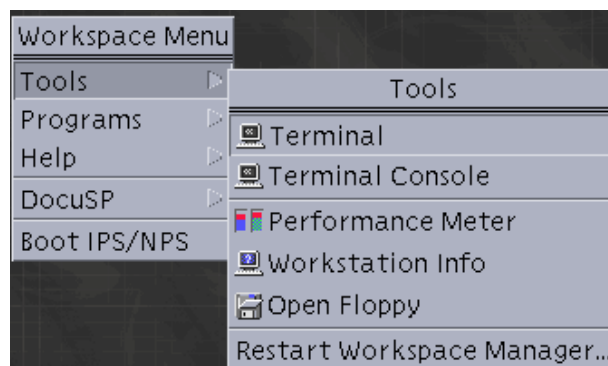 Workspace Menu
Tools
Programs
Help
DocuSP
Boot IPS/NPS
Tools
Terminal
Terminal Console
Performance Meter
Workstation Info
Open Floppy
Restart Workspace Manager...